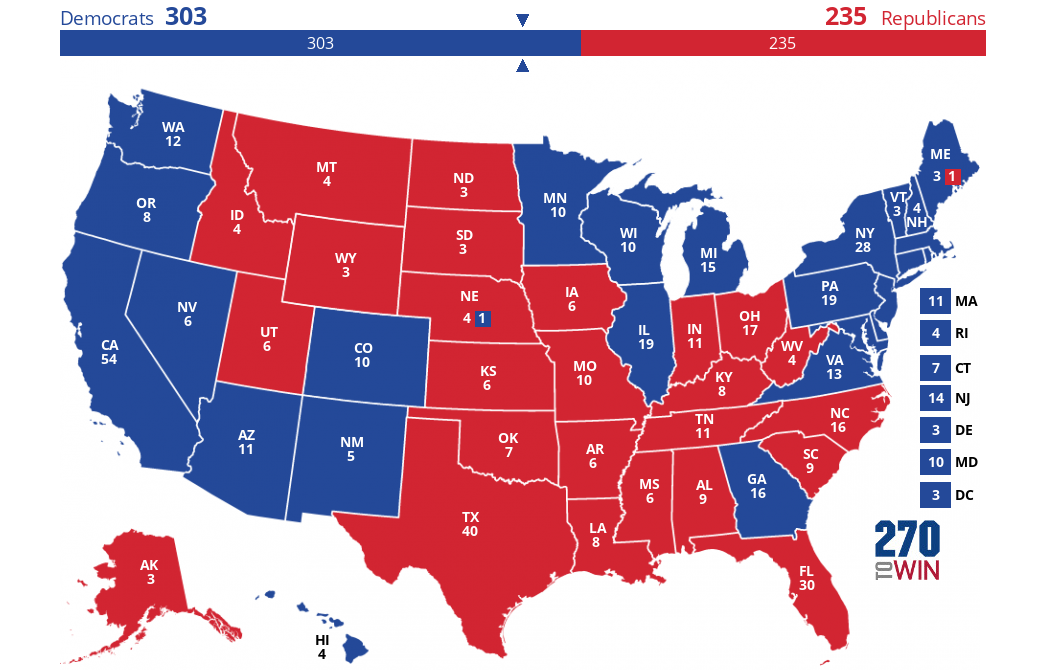 Democrats 303
235 Republicans
303
235
WA
12
OR
8
CA
54
NV
6
ID
4
MT
4
WY
3
UT
6
AZ
11
CO
10
NM
5
ND
3
SD
3
NE
4 1
KS
6
OK
7
TX
40
MN
10
IA
6
MO
10
AR
6
LA
8
WI
10
IL
19
MI
15
IN
11
OH
17
KY
8
TN
11
MS
6
AL
9
GA
16
FL
30
SC
9
NC
16
WV
4
VA
13
PA
19
NY
28
VT
3
4
NH
ME
3 1
11 MA
4 RI
7 CT
14 NJ
3 DE
10 MD
3 DC
AK
3
HI
4
270
TO WIN